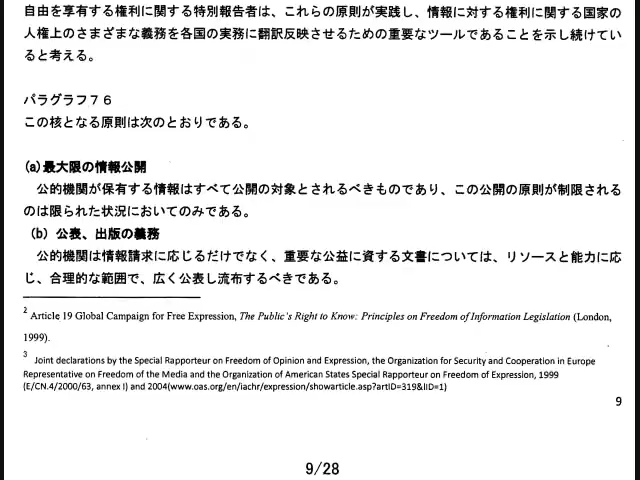 自由を享有する権利に関する特別報告者は、これらの原則が実践し、情報に対する権利に関する国家の
人権上のさまざまな義務を各国の実務に翻訳反映させるための重要なツールであることを示し続けてい
ると考える。
パラグラフ７６
この核となる原則は次のとおりである。
(a)最大限の情報公開
公的機関が保有する情報はすべて公開の対象とされるべきものであり、この公開の原則が制限される
のは限られた状況においてのみである。
(b) 公表、出版の義務
公的機関は情報請求に応じるだけでなく、重要な公益に資する文書については、リソースと能力に応
じ、合理的な範囲で、広く公表し流布するべきである。
2 Article 19 Global Campaign for Free Expression, The Public's Right to Know: Principles on Freedom of Information Legislation (London,
1999).
3 Joint declarations by the Special Rapporteur on Freedom of Opinion and Expression, the Organization for Security and Cooperation in Europe
Representative on Freedom of the Media and the Organization of American States Special Rapporteur on Freedom of Expression, 1999
(E/CN.4/2000/63, annex I) and 2004(www.oas.org/en/iachr/expression/showarticle.asp?artID=319&lID=1)
9
9/28